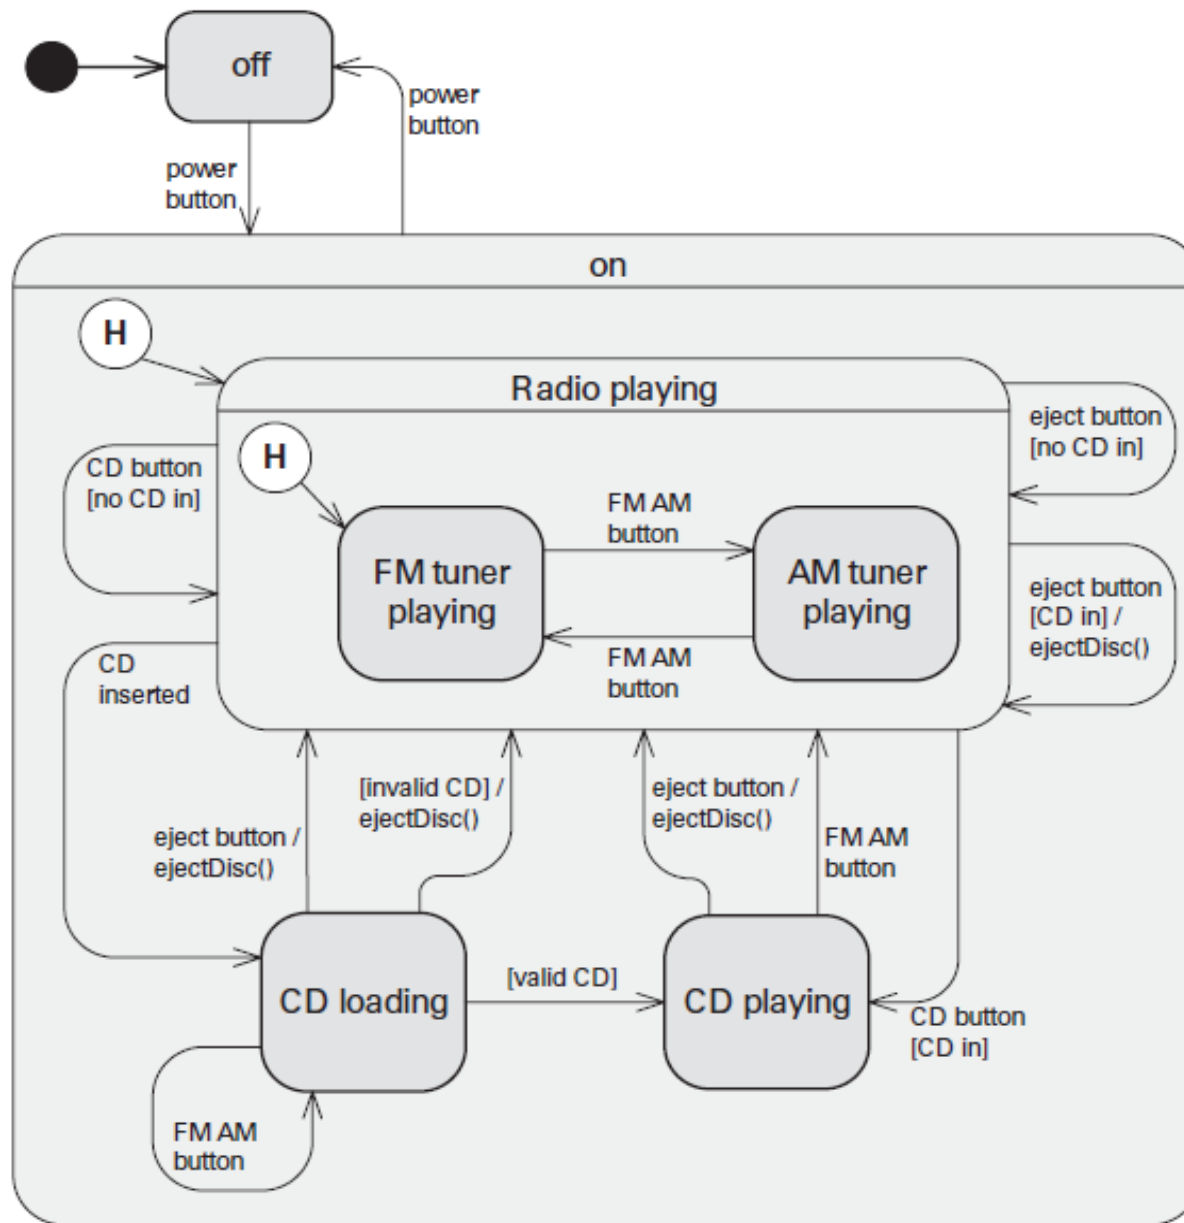 off
power
button
power
button
on
H
Radio playing
eject button
[no CD in]
CD button
[no CD in]
H
FM AM
button
FM tuner
playing
AM tuner
playing
eject button
[CD in] /
ejectDisc()
FM AM
button
CD
inserted
[invalid CD] /
ejectDisc()
eject button /
ejectDisc()
eject button /
ejectDisc()
FM AM
button
CD loading
[valid CD]
CD playing
CD button
[CD in]
FM AM
button